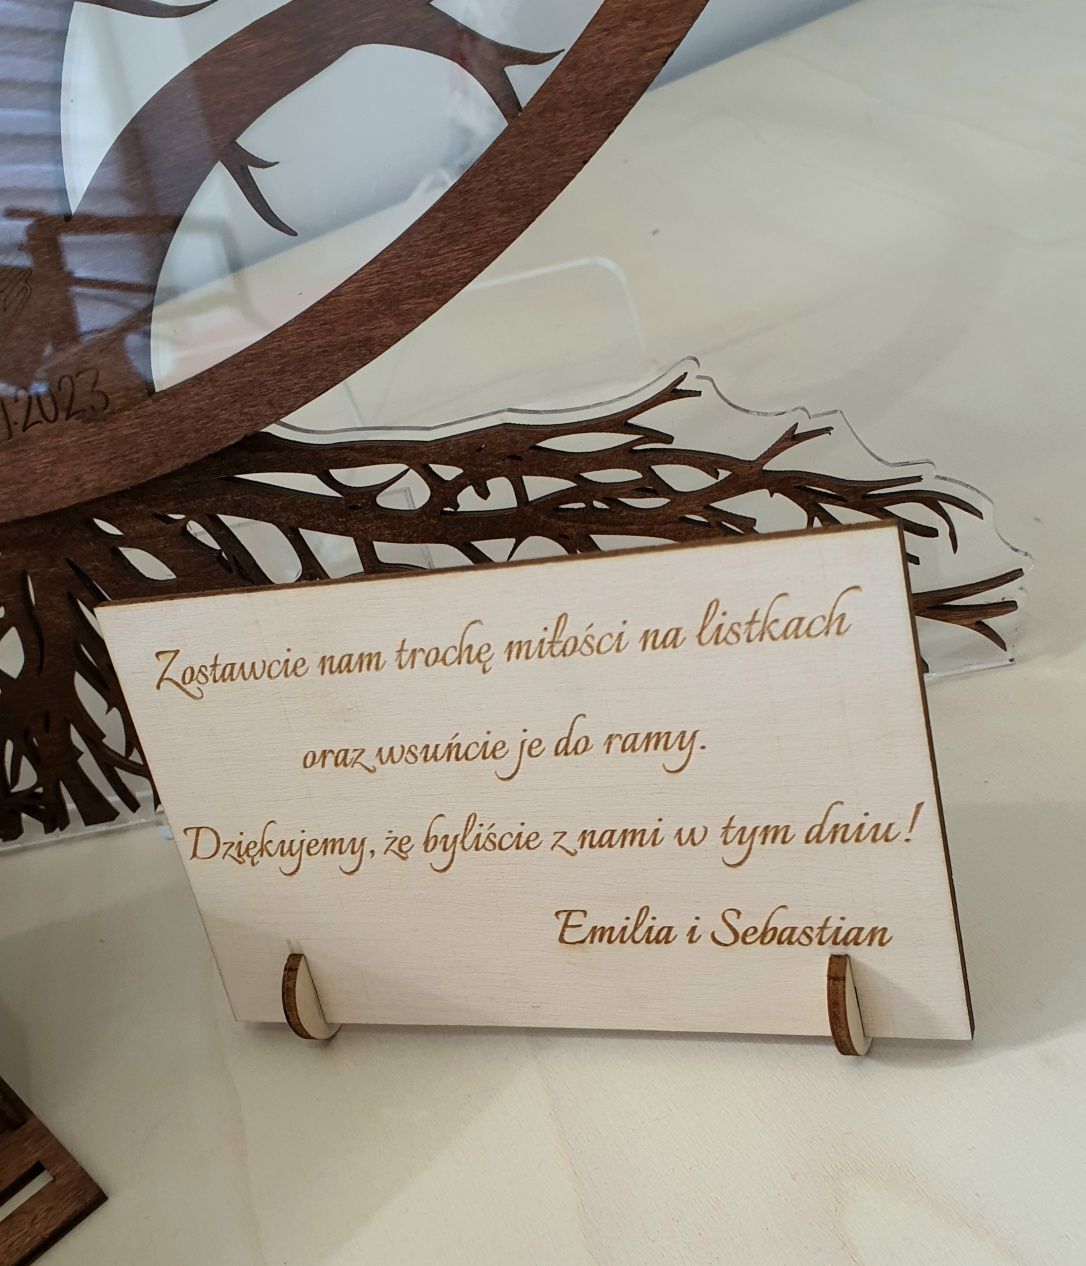 .2023
Zostawcie nam trochę miłości na listkach
oraz wsuńcie je do ramy.
Dziękujemy, że byliście z nami w tym dniu!
Emilia i Sebastian